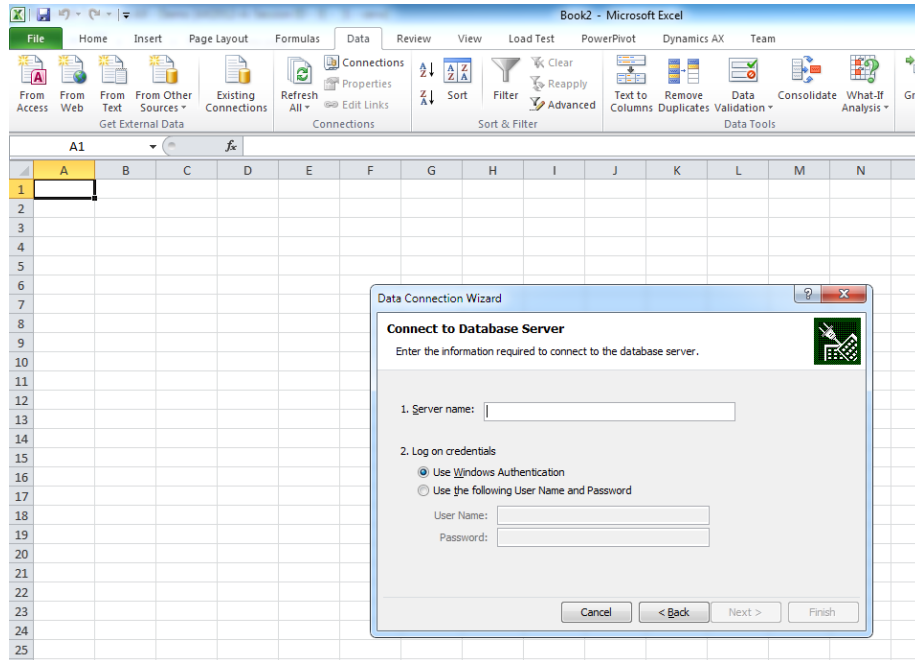 Book2 - Microsoft Excel
File Home Insert Page Layout Formulas Data Review View Load Test PowerPivot Dynamics AX Team
From Access
From Web
From Text
From Other Sources
Existing Connections
Get External Data
Refresh All
Connections
Properties
Edit Links
Connections
Sort
Filter
Clear
Reapply
Advanced
Sort & Filter
Text to Columns
Remove Duplicates
Data Validation
Consolidate
What-If Analysis
Data Tools
Gr
A1 fx
A B C D E F G H I J K L M N
1
2
3
4
5
6
7
8
9
10
11
12
13
14
15
16
17
18
19
20
21
22
23
24
25
Data Connection Wizard
Connect to Database Server
Enter the information required to connect to the database server.
1. Server name:
2. Log on credentials
Use Windows Authentication
Use the following User Name and Password
User Name:
Password:
Cancel < Back Next > Finish